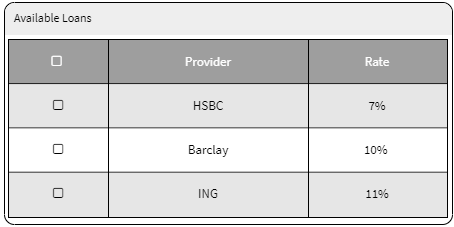 Available Loans
Provider Rate
HSBC 7%
Barclay 10%
ING 11%